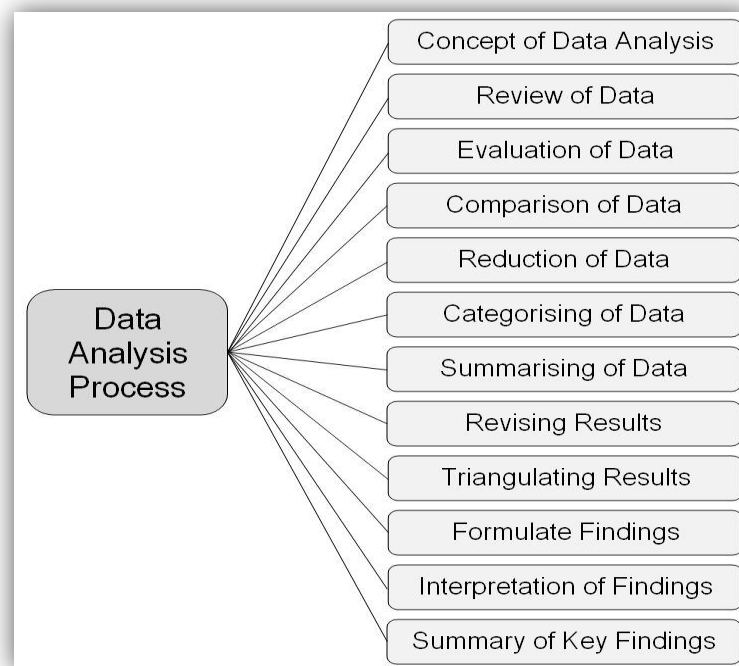 Data
Analysis
Process
Concept of Data Analysis
Review of Data
Evaluation of Data
Comparison of Data
Reduction of Data
Categorising of Data
Summarising of Data
Revising Results
Triangulating Results
Formulate Findings
Interpretation of Findings
Summary of Key Findings